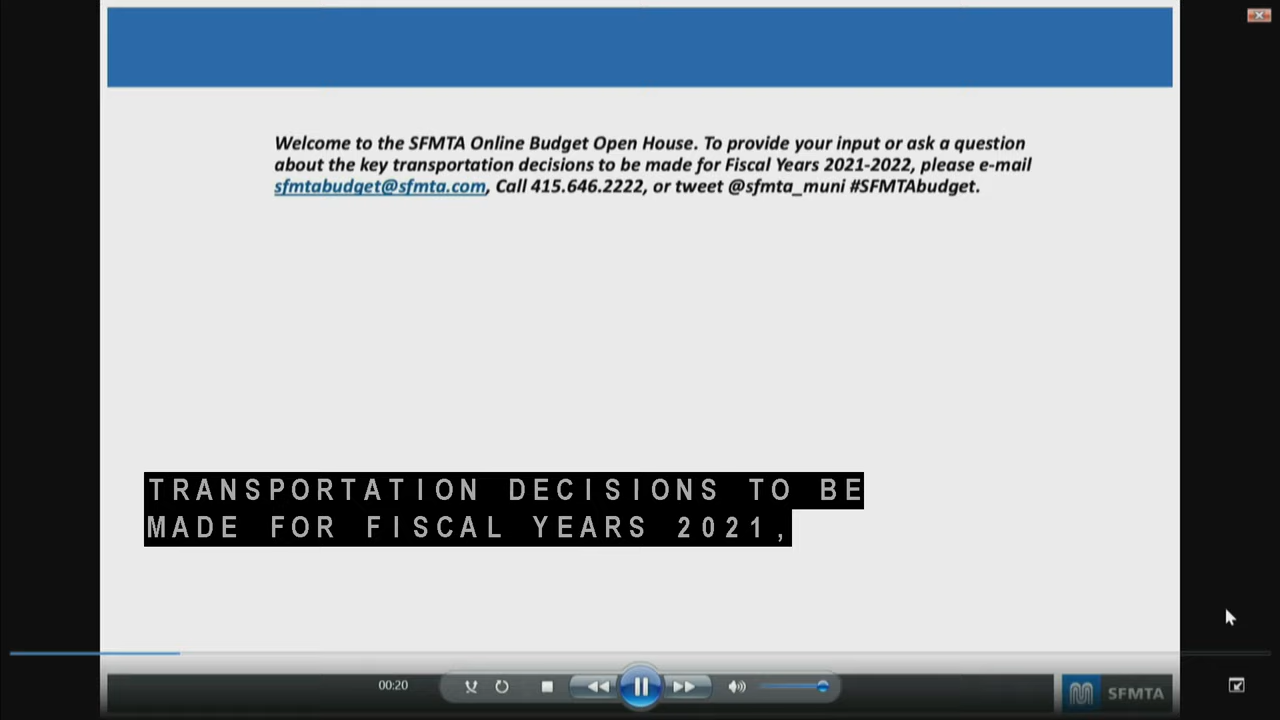 Welcome to the SFMTA Online Budget Open House. To provide your input or ask a question
about the key transportation decisions to be made for Fiscal Years 2021-2022, please e-mail
sfmtabudget@sfmta.com, Call 415.646.2222, or tweet @sfmta_muni #SFMTAbudget.
TRANSPORTATION DECISIONS TO BE
MADE FOR FISCAL YEARS 2021,
00:20
SFMTA